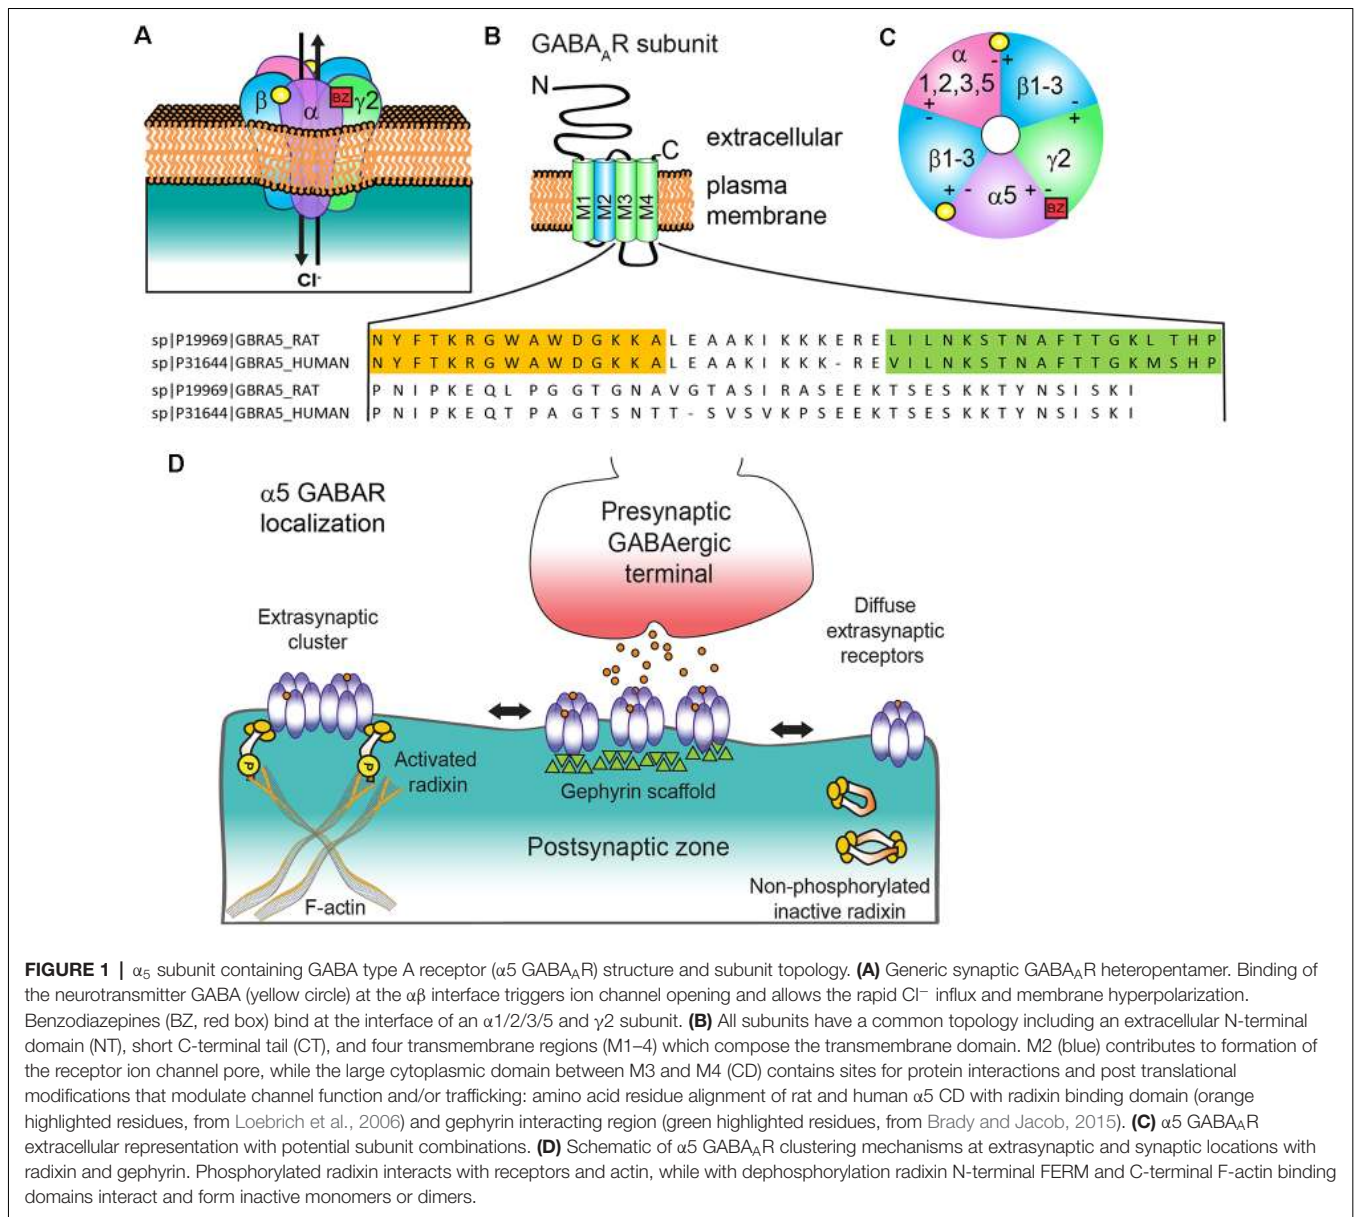 A
β
α
BZ
γ2
Cl-
B
GABAAR subunit
N
C
extracellular
plasma
membrane
M1
M2
M3
M4
C
α
1,2,3,5
- +
β1-3
+
-
-
+
β1-3
γ2
+ -
α5
+ -
BZ
sp|P19969|GBRA5_RAT N Y F T K R G W A W D G K K A L E A A K I K K K E R E L I L N K S T N A F T T G K L T H P
sp|P31644|GBRA5_HUMAN N Y F T K R G W A W D G K K A L E A A K I K K K - R E V I L N K S T N A F T T G K M S H P
sp|P19969|GBRA5_RAT P N I P K E Q L P G G T G N A V G T A S I R A S E E K T S E S K K T Y N S I S K I
sp|P31644|GBRA5_HUMAN P N I P K E Q T P A G T S N T T - S V S V K P S E E K T S E S K K T Y N S I S K I
D
α5 GABAR
localization
Presynaptic
GABAergic
terminal
Extrasynaptic
cluster
Diffuse
extrasynaptic
receptors
P
P
Activated
radixin
Gephyrin scaffold
Postsynaptic zone
F-actin
Non-phosphorylated
inactive radixin
FIGURE 1 | α5 subunit containing GABA type A receptor (α5 GABAAR) structure and subunit topology. (A) Generic synaptic GABAAR heteropentamer. Binding of
the neurotransmitter GABA (yellow circle) at the αβ interface triggers ion channel opening and allows the rapid Cl− influx and membrane hyperpolarization.
Benzodiazepines (BZ, red box) bind at the interface of an α1/2/3/5 and γ2 subunit. (B) All subunits have a common topology including an extracellular N-terminal
domain (NT), short C-terminal tail (CT), and four transmembrane regions (M1–4) which compose the transmembrane domain. M2 (blue) contributes to formation of
the receptor ion channel pore, while the large cytoplasmic domain between M3 and M4 (CD) contains sites for protein interactions and post translational
modifications that modulate channel function and/or trafficking: amino acid residue alignment of rat and human α5 CD with radixin binding domain (orange
highlighted residues, from Loebrich et al., 2006) and gephyrin interacting region (green highlighted residues, from Brady and Jacob, 2015). (C) α5 GABAAR
extracellular representation with potential subunit combinations. (D) Schematic of α5 GABAAR clustering mechanisms at extrasynaptic and synaptic locations with
radixin and gephyrin. Phosphorylated radixin interacts with receptors and actin, while with dephosphorylation radixin N-terminal FERM and C-terminal F-actin binding
domains interact and form inactive monomers or dimers.